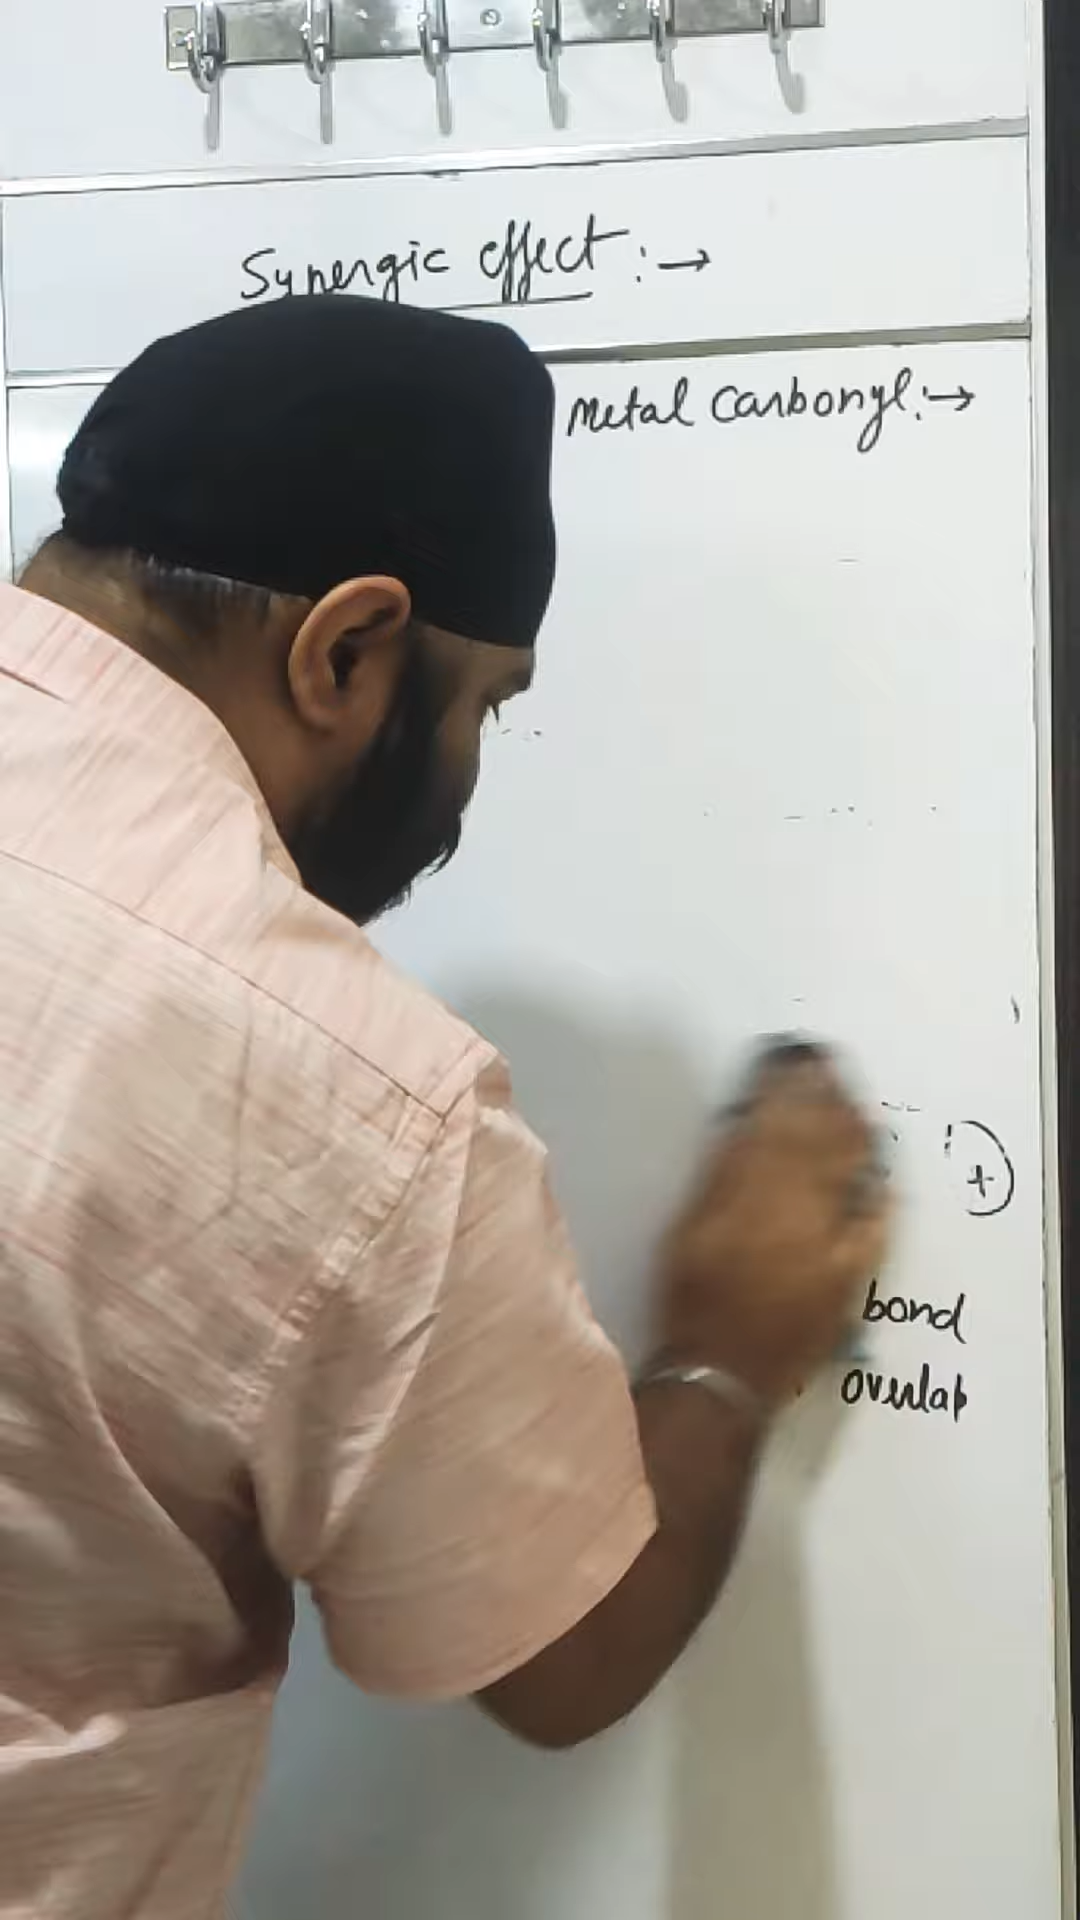 Synergic effect :→
Metal Carbonyl :→
+
bond
overlap